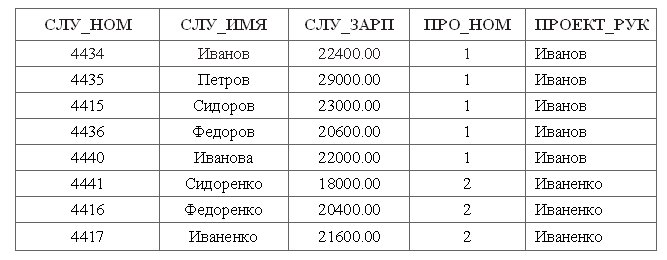 СЛУ_НОМ СЛУ_ИМЯ СЛУ_ЗАРП ПРО_НОМ ПРОЕКТ_РУК
4434 Иванов 22400.00 1 Иванов
4435 Петров 29000.00 1 Иванов
4415 Сидоров 23000.00 1 Иванов
4436 Федоров 20600.00 1 Иванов
4440 Иванова 22000.00 1 Иванов
4441 Сидоренко 18000.00 2 Иваненко
4416 Федоренко 20400.00 2 Иваненко
4417 Иваненко 21600.00 2 Иваненко